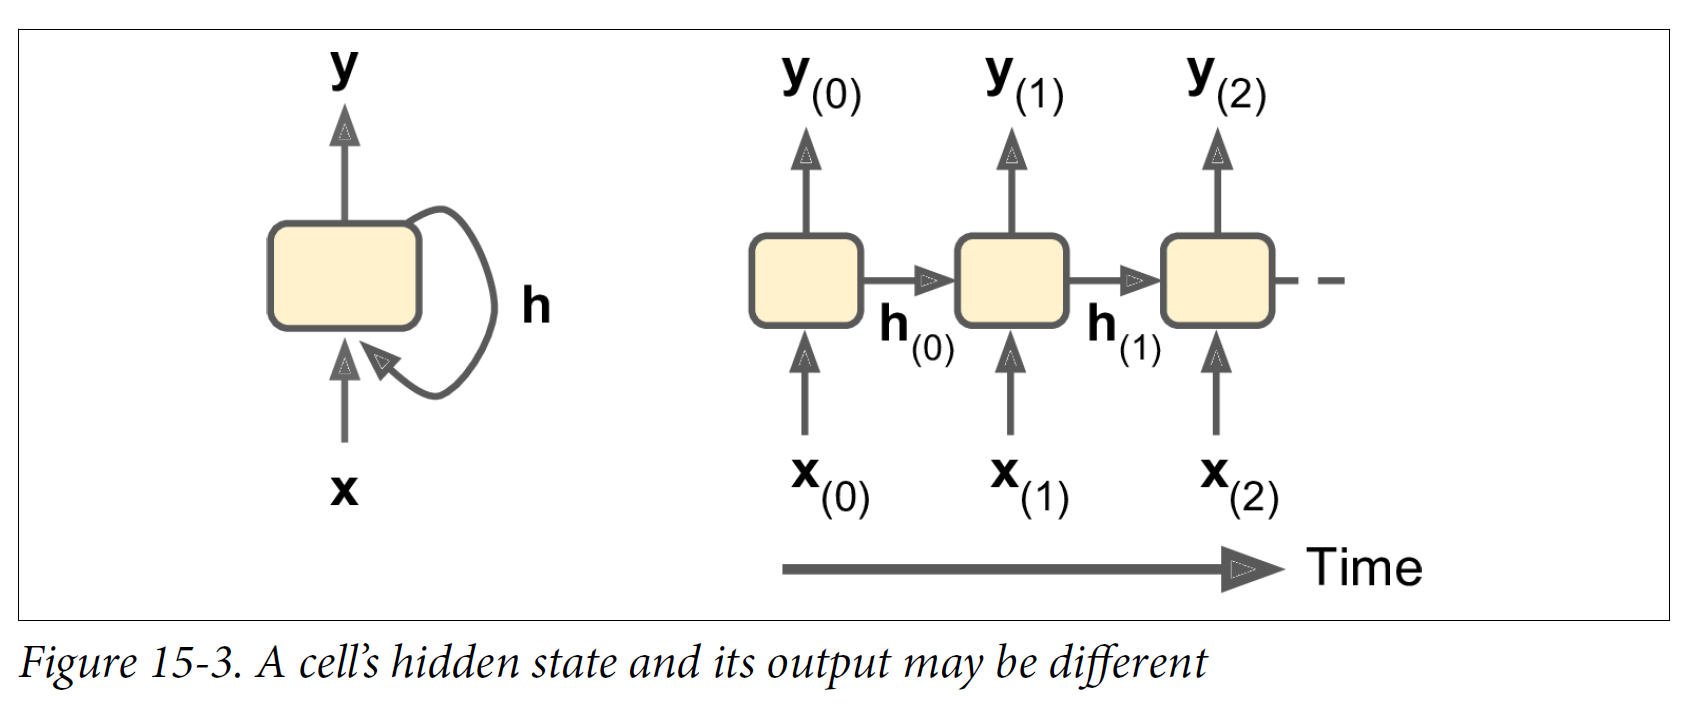 y
h
x
y(0) y(1) y(2)
h(0) h(1)
x(0) x(1) x(2)
Time
Figure 15-3. A cell’s hidden state and its output may be different